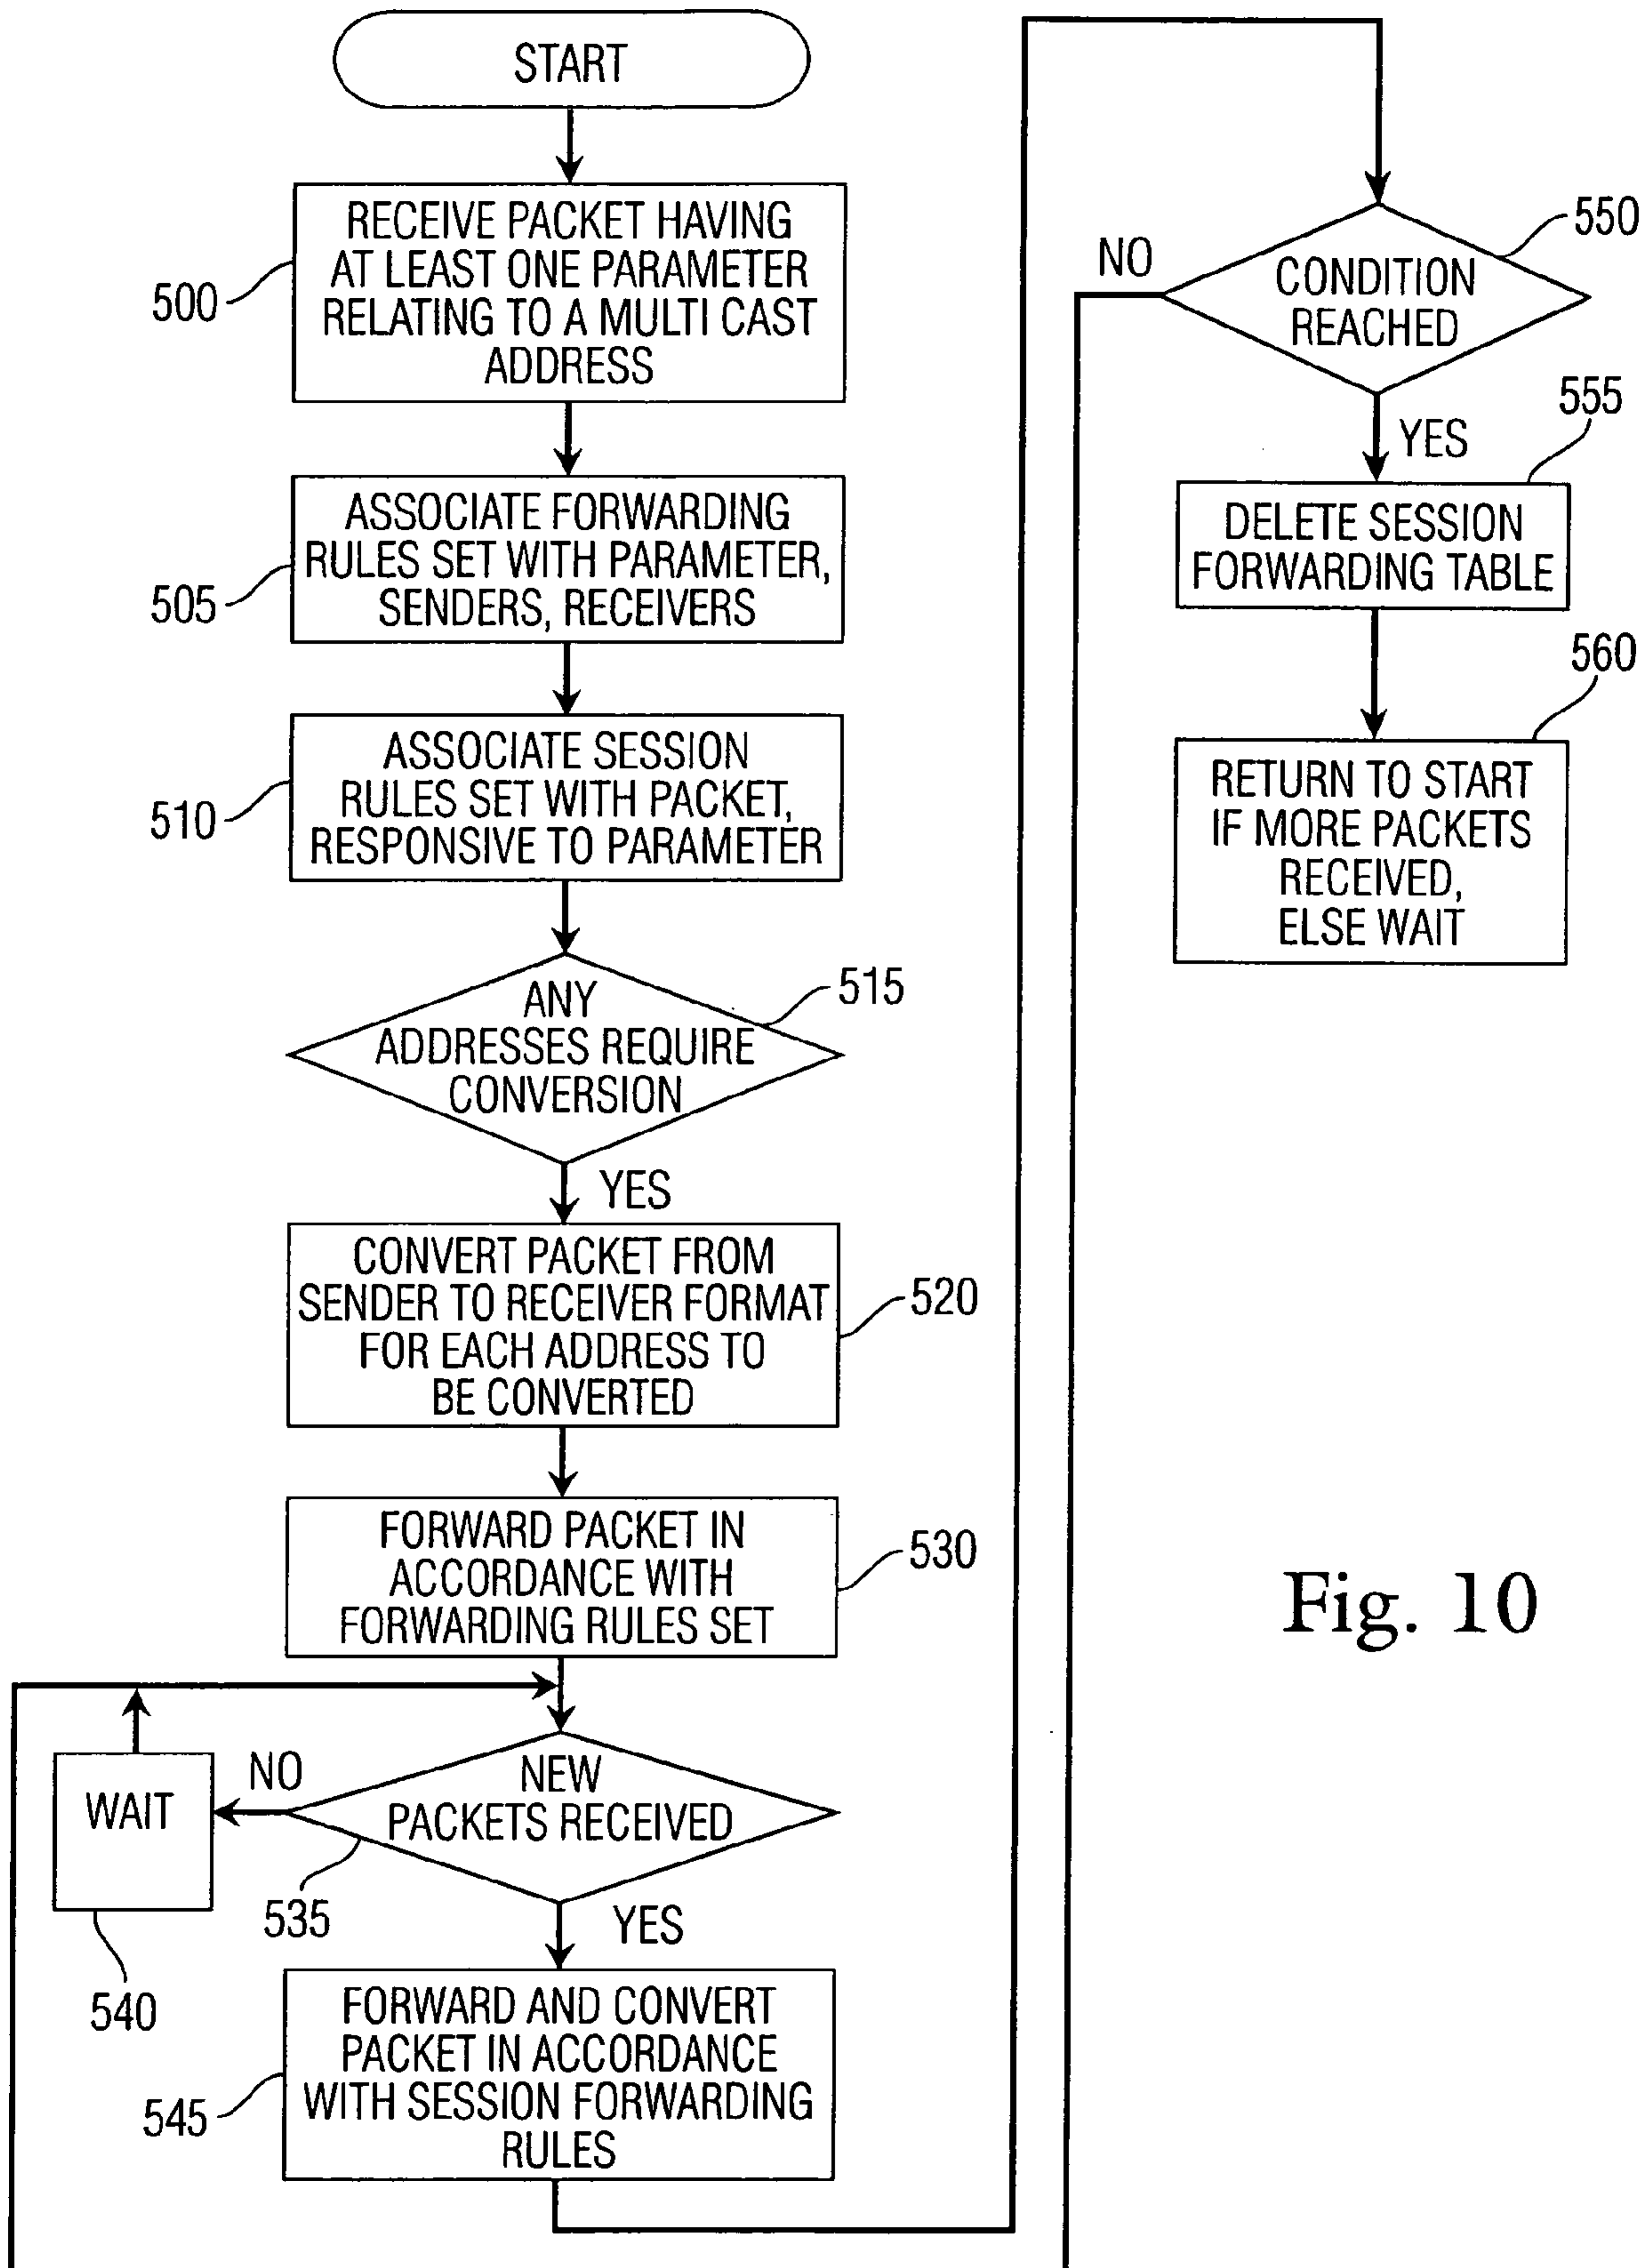 START
RECEIVE PACKET HAVING
AT LEAST ONE PARAMETER
RELATING TO A MULTI CAST
ADDRESS
500
ASSOCIATE FORWARDING
RULES SET WITH PARAMETER,
SENDERS, RECEIVERS
505
ASSOCIATE SESSION
RULES SET WITH PACKET,
RESPONSIVE TO PARAMETER
510
ANY
ADDRESSES REQUIRE
CONVERSION
515
YES
CONVERT PACKET FROM
SENDER TO RECEIVER FORMAT
FOR EACH ADDRESS TO
BE CONVERTED
520
FORWARD PACKET IN
ACCORDANCE WITH
FORWARDING RULES SET
530
NEW
PACKETS RECEIVED
535
NO
WAIT
540
YES
FORWARD AND CONVERT
PACKET IN ACCORDANCE
WITH SESSION FORWARDING
RULES
545
CONDITION
REACHED
550
NO
YES
DELETE SESSION
FORWARDING TABLE
555
RETURN TO START
IF MORE PACKETS
RECEIVED,
ELSE WAIT
560
Fig. 10